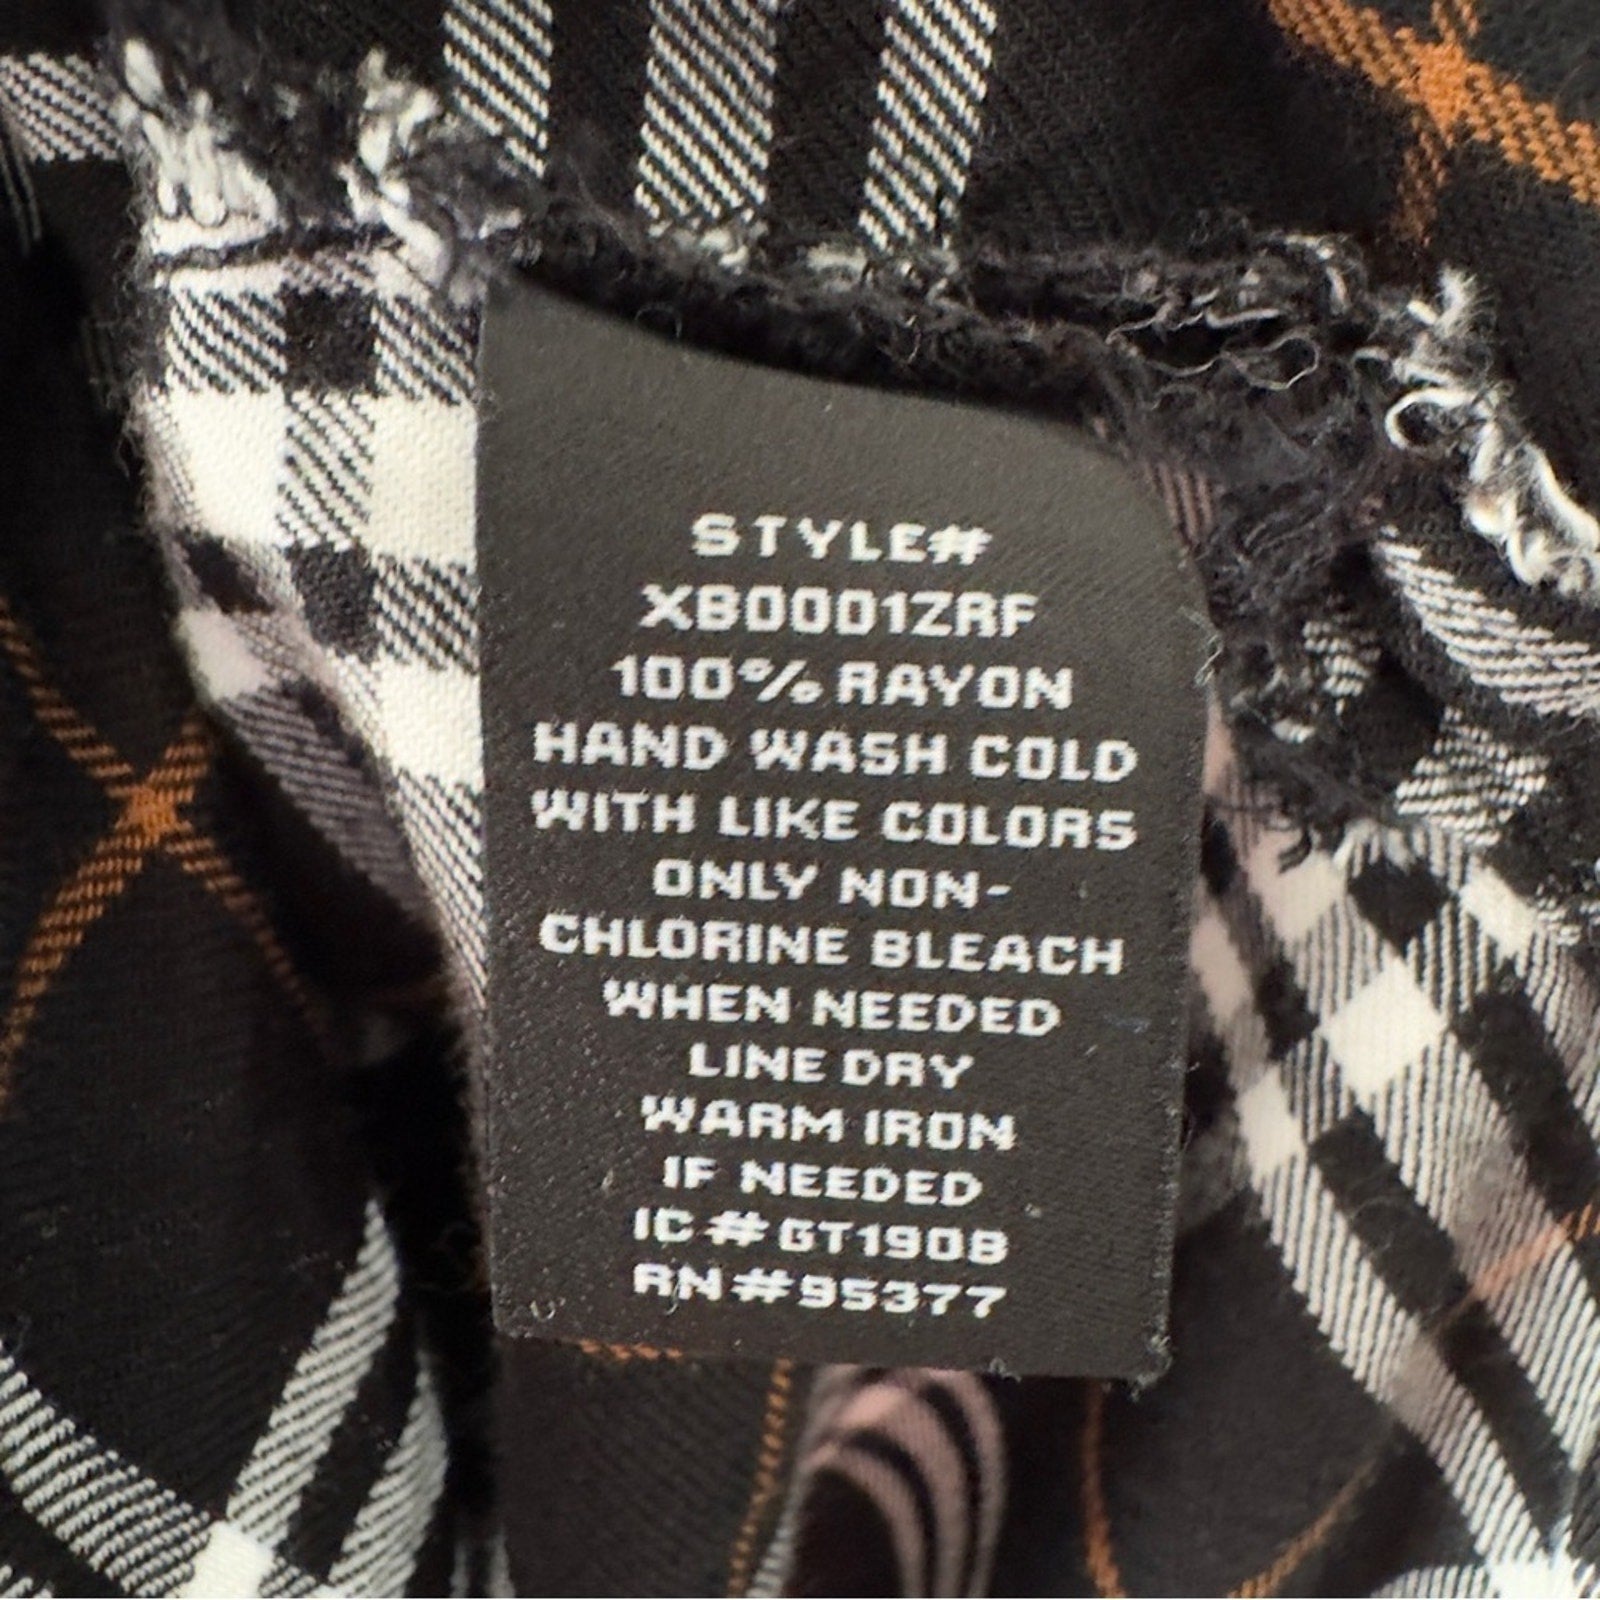 STYLE#
XB0001ZRF
100% RAYON
HAND WASH COLD
WITH LIKE COLORS
ONLY NON-
CHLORINE BLEACH
WHEN NEEDED
LINE DRY
WARM IRON
IF NEEDED
IC #GT1908
RN #95377